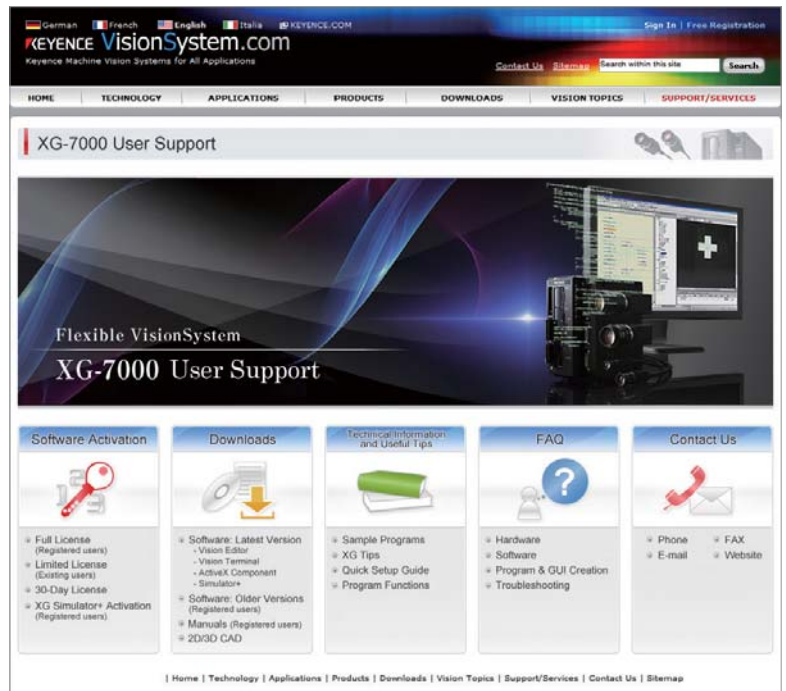 German French English Italia KEYENCE.COM Sign In | Free Registration
KEYENCE VisionSystem.com
Keyence Machine Vision Systems for All Applications
Contact Us Sitemap Search within this site Search
HOME TECHNOLOGY APPLICATIONS PRODUCTS DOWNLOADS VISION TOPICS SUPPORT/SERVICES
XG-7000 User Support
Flexible VisionSystem
XG-7000 User Support
Software Activation
Full License
(Registered users)
Limited License
(Existing users)
30-Day License
XG Simulator+ Activation
(Registered users)
Downloads
Software: Latest Version
- Vision Editor
- Vision Terminal
- ActiveX Component
- Simulator+
Software: Older Versions
(Registered users)
Manuals (Registered users)
2D/3D CAD
Technical Information
and Useful Tips
Sample Programs
XG Tips
Quick Setup Guide
Program Functions
FAQ
Hardware
Software
Program & GUI Creation
Troubleshooting
Contact Us
Phone FAX
E-mail Website
| Home | Technology | Applications | Products | Downloads | Vision Topics | Support/Services | Contact Us | Sitemap